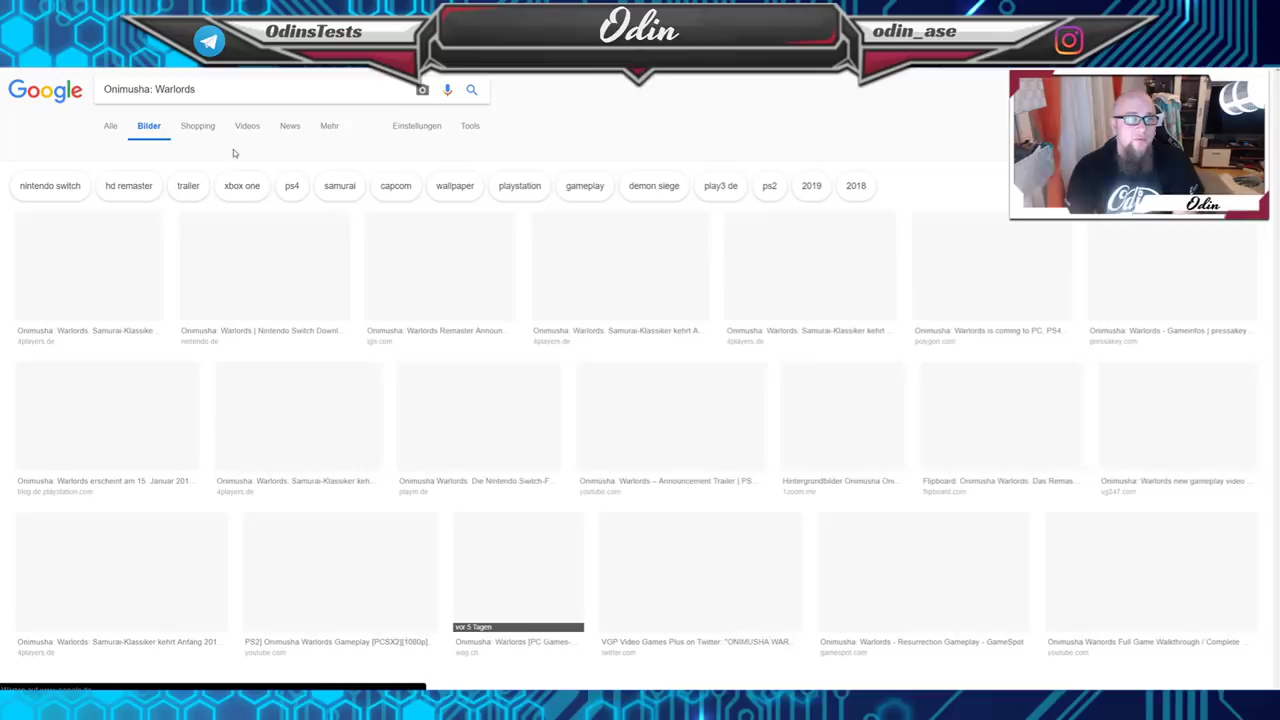 OdinsTests
Odin
odin_ase
Google
Onimusha: Warlords
Alle Bilder Shopping Videos News Mehr Einstellungen Tools
Odin
nintendo switch hd remaster trailer xbox one ps4 samurai capcom wallpaper playstation gameplay demon siege play3 de ps2 2019 2018
Onimusha: Warlords. Samurai-Klassike... Onimusha: Warlords | Nintendo Switch Downl... Onimusha: Warlords Remaster Announ... Onimusha: Warlords. Samurai-Klassiker kehrt A... Onimusha: Warlords. Samurai-Klassiker kehrt ... Onimusha: Warlords is coming to PC, PS4... Onimusha: Warlords - Gameinfos | pressakey...
4players.de nintendo.de ign.com 4players.de 4players.de polygon.com pressakey.com
Onimusha: Warlords erscheint am 15. Januar 201... Onimusha: Warlords. Samurai-Klassiker keh... Onimusha Warlords. Die Nintendo Switch-F... Onimusha: Warlords – Announcement Trailer | PS... Hintergrundbilder Onimusha Oni... Flipboard: Onimusha Warlords: Das Remas... Onimusha: Warlords new gameplay video ...
blog.de.playstation.com 4players.de playm.de youtube.com 1zoom.me flipboard.com vg247.com
vor 5 Tagen
Onimusha: Warlords: Samurai-Klassiker kehrt Anfang 201... PS2] Onimusha Warlords Gameplay [PCSX2][1080p]... Onimusha: Warlords [PC Games-... VGP Video Games Plus on Twitter: "ONIMUSHA WAR... Onimusha: Warlords - Resurrection Gameplay - GameSpot Onimusha Warlords Full Game Walkthrough / Complete ...
4players.de youtube.com wog.ch twitter.com gamespot.com youtube.com